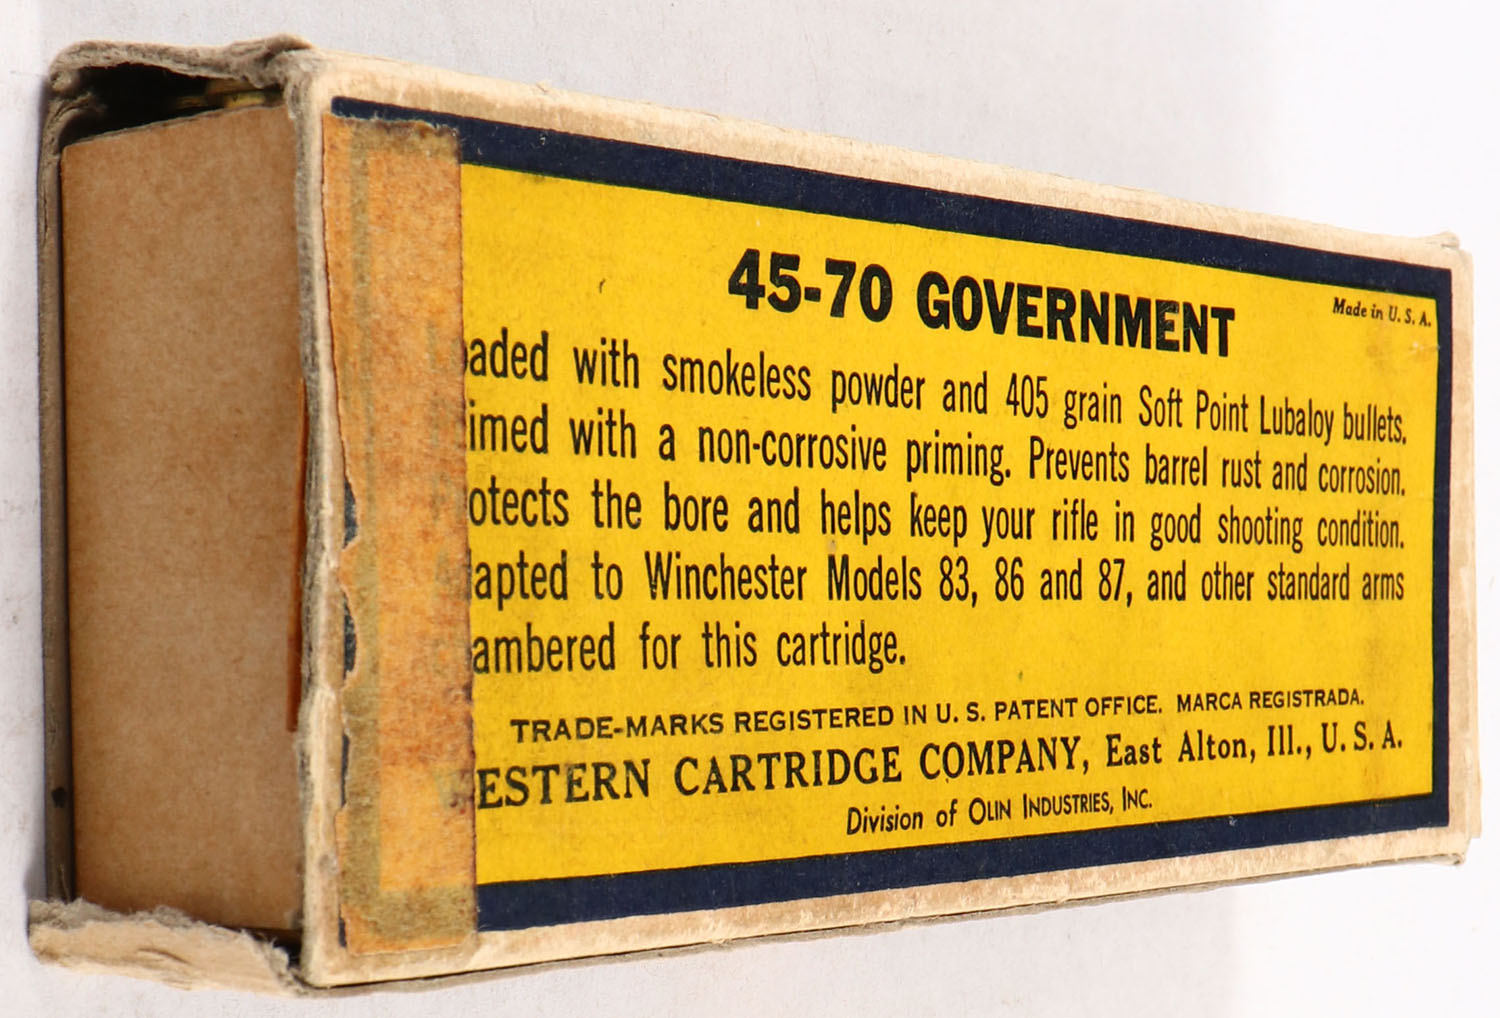 45-70 GOVERNMENT
Made in U. S. A.
aded with smokeless powder and 405 grain Soft Point Lubaloy bullets.
imed with a non-corrosive priming. Prevents barrel rust and corrosion.
otects the bore and helps keep your rifle in good shooting condition.
apted to Winchester Models 83, 86 and 87, and other standard arms
ambered for this cartridge.
TRADE-MARKS REGISTERED IN U. S. PATENT OFFICE. MARCA REGISTRADA.
ESTERN CARTRIDGE COMPANY, East Alton, Ill., U. S. A.
Division of OLIN INDUSTRIES, INC.